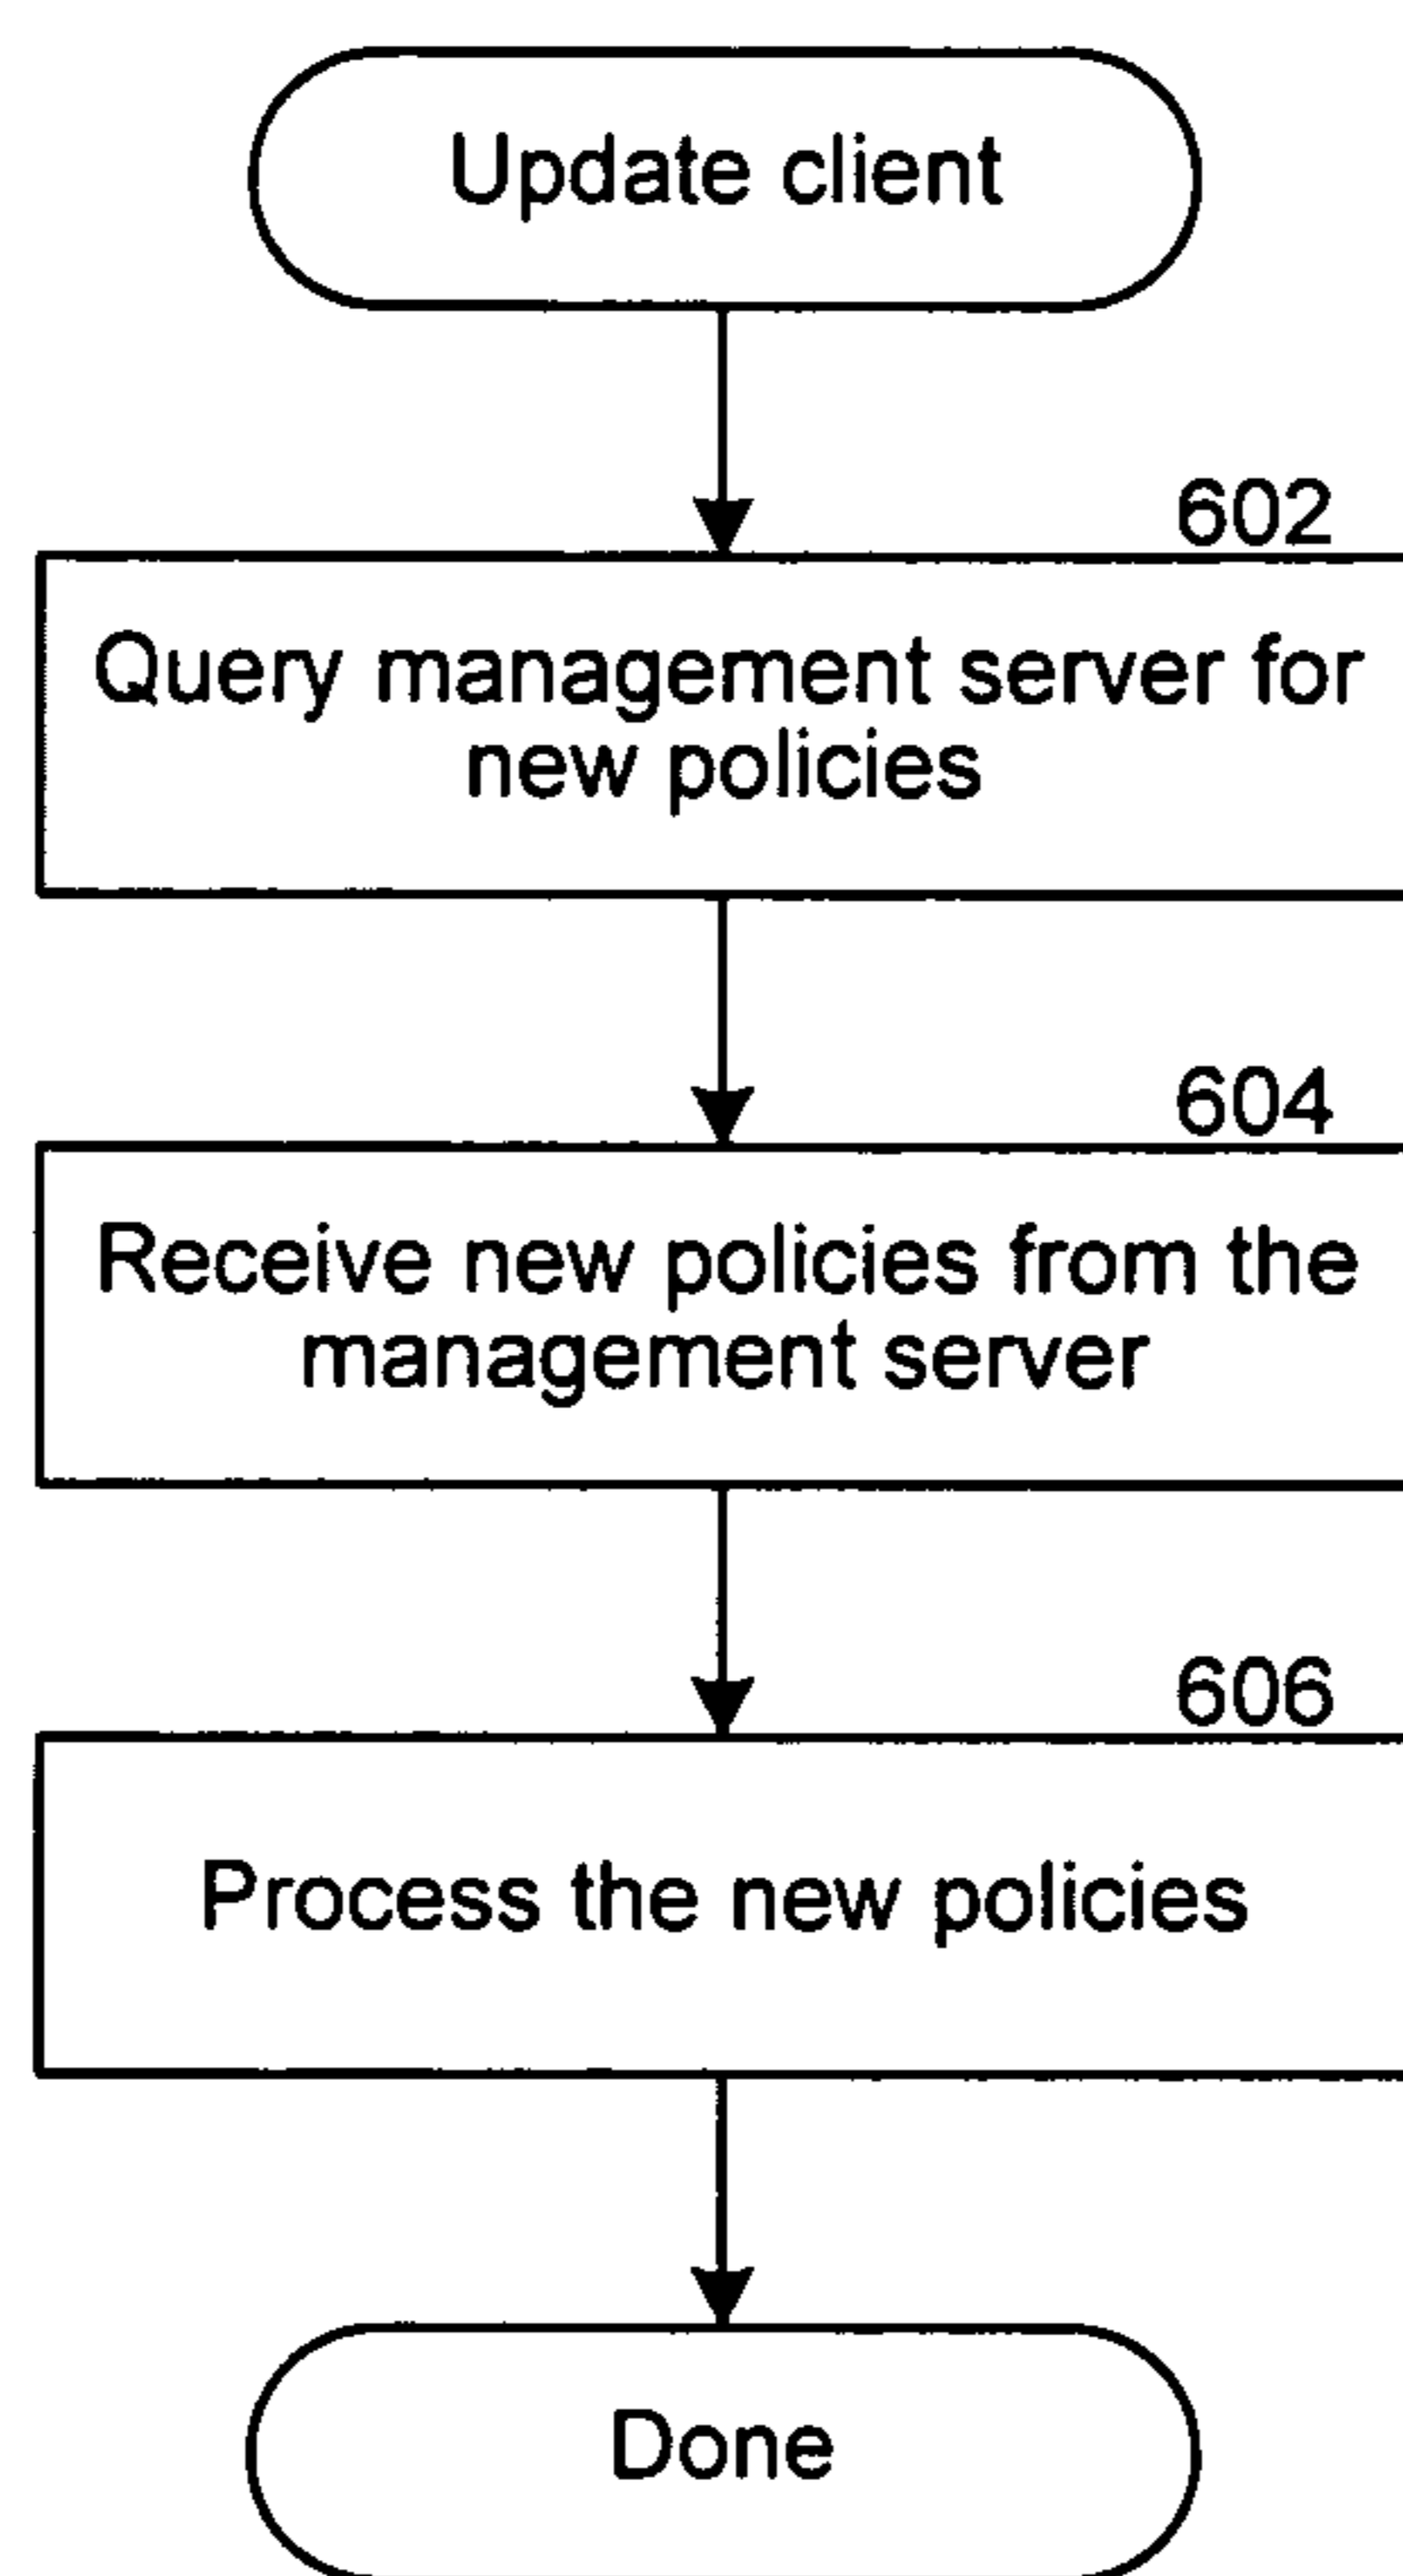 Update client
602
Query management server for
new policies
604
Receive new policies from the
management server
606
Process the new policies
Done